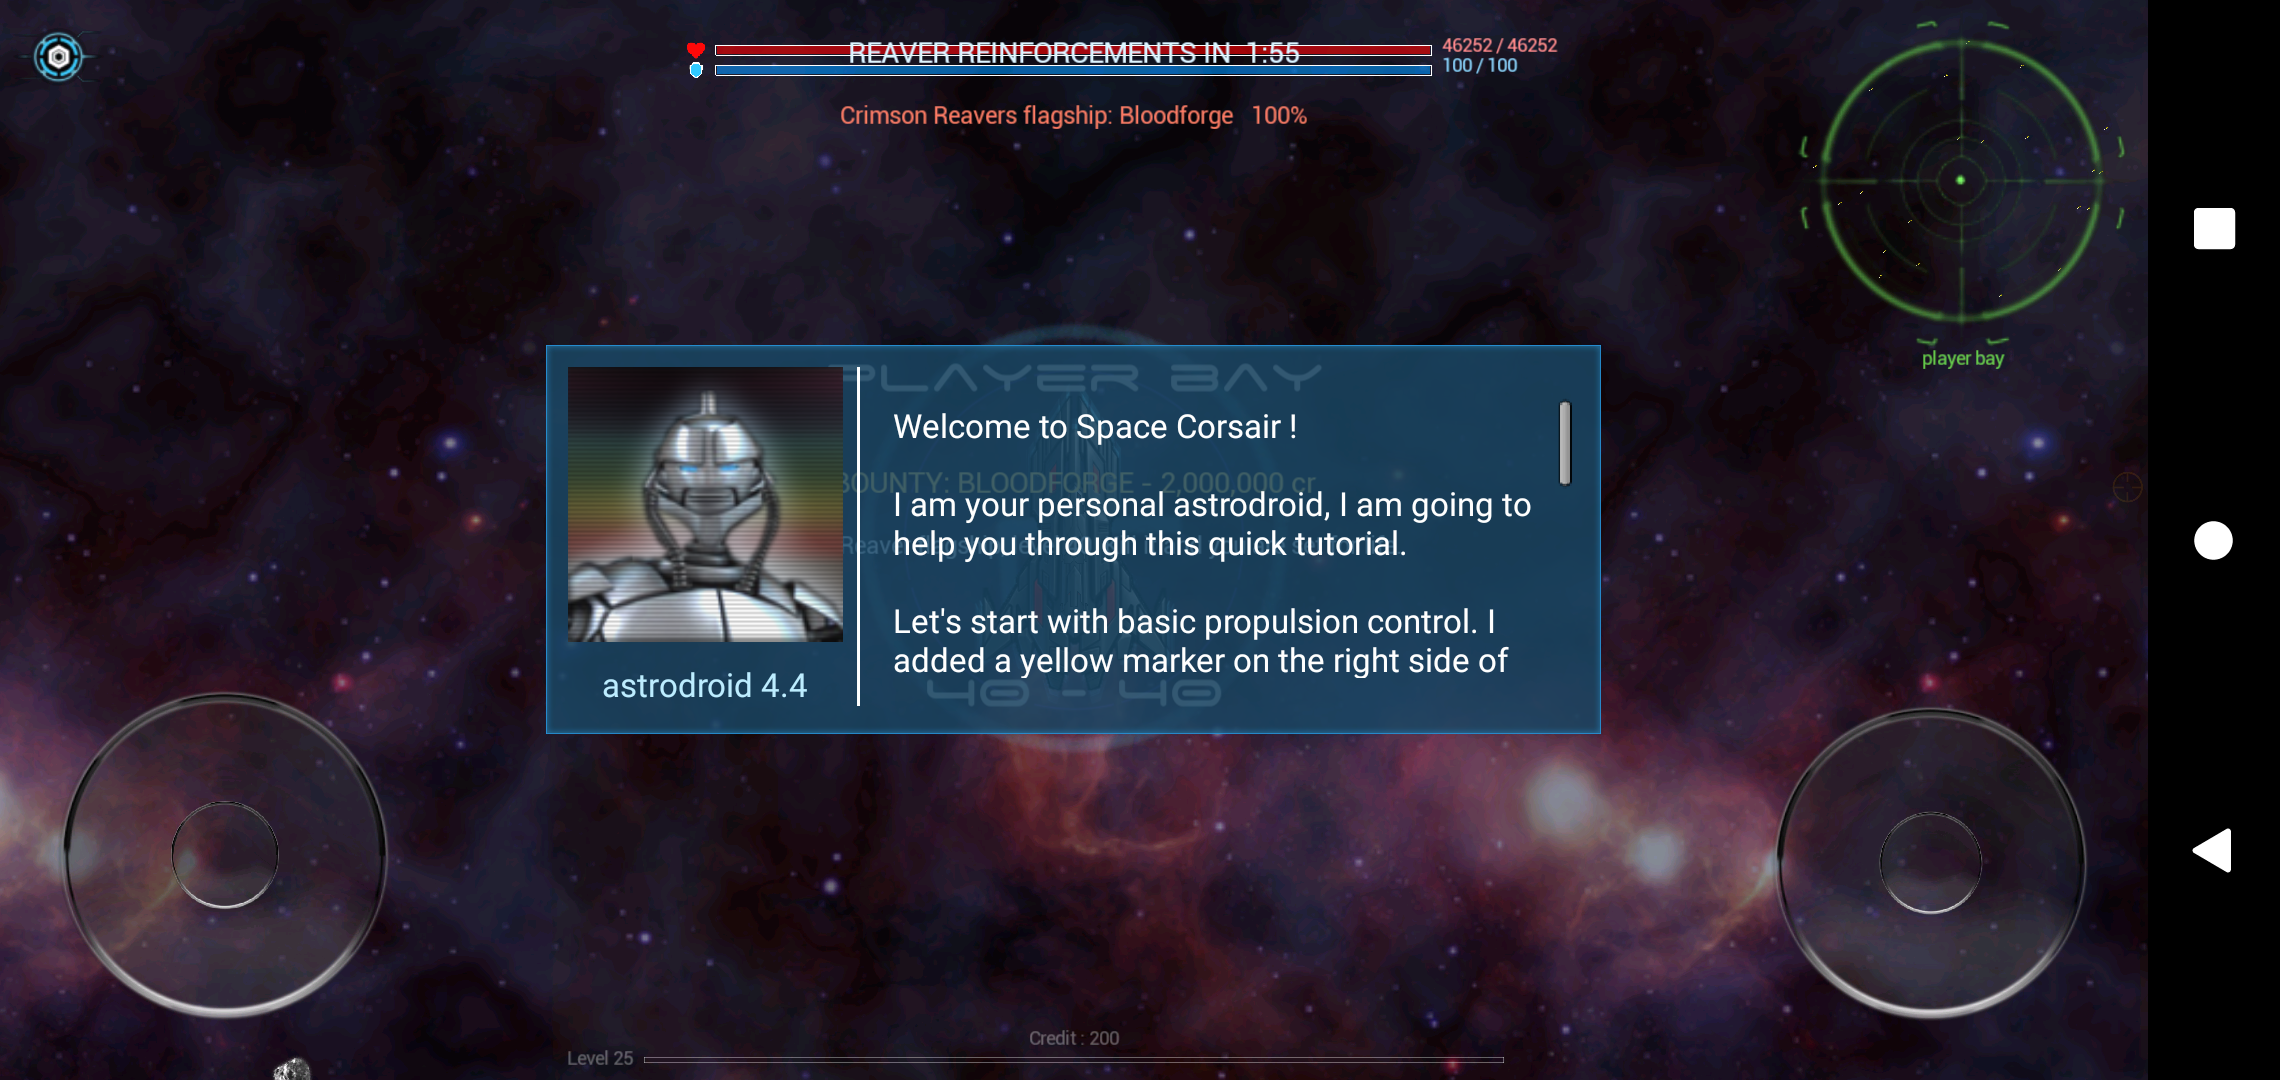 REAVER REINFORCEMENTS IN 1:55
46252 / 46252
100 / 100
Crimson Reavers flagship: Bloodforge 100%
player bay
PLAYER BAY
Welcome to Space Corsair !
BOUNTY: BLOODFORGE - 2,000,000 cr
I am your personal astrodroid, I am going to
help you through this quick tutorial.
Reaver
Let's start with basic propulsion control. I
added a yellow marker on the right side of
astrodroid 4.4
40 - 40
Credit : 200
Level 25